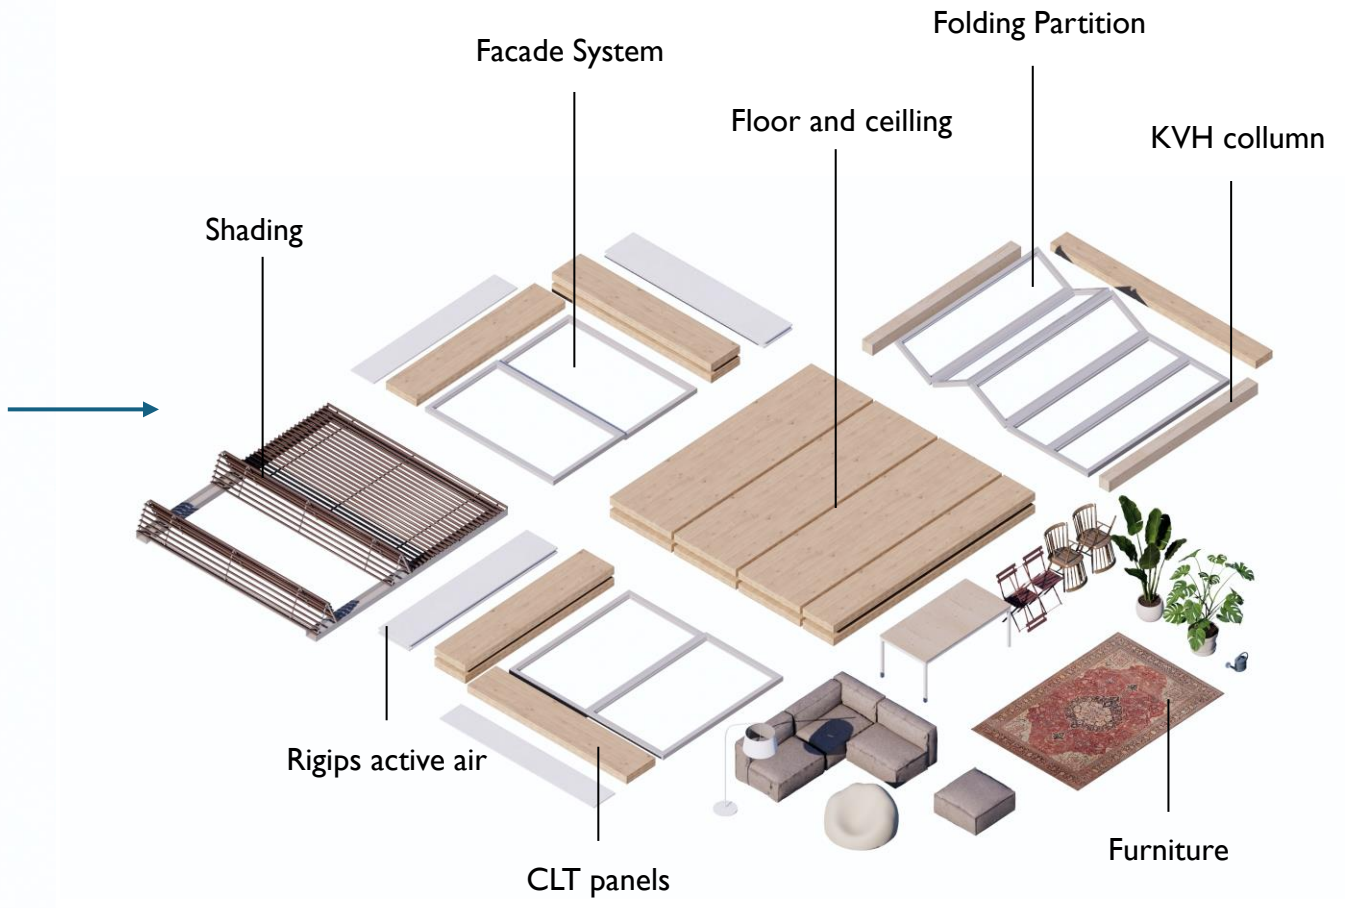 Folding Partition
Facade System
Floor and ceilling
KVH collumn
Shading
Rigips active air
Furniture
CLT panels